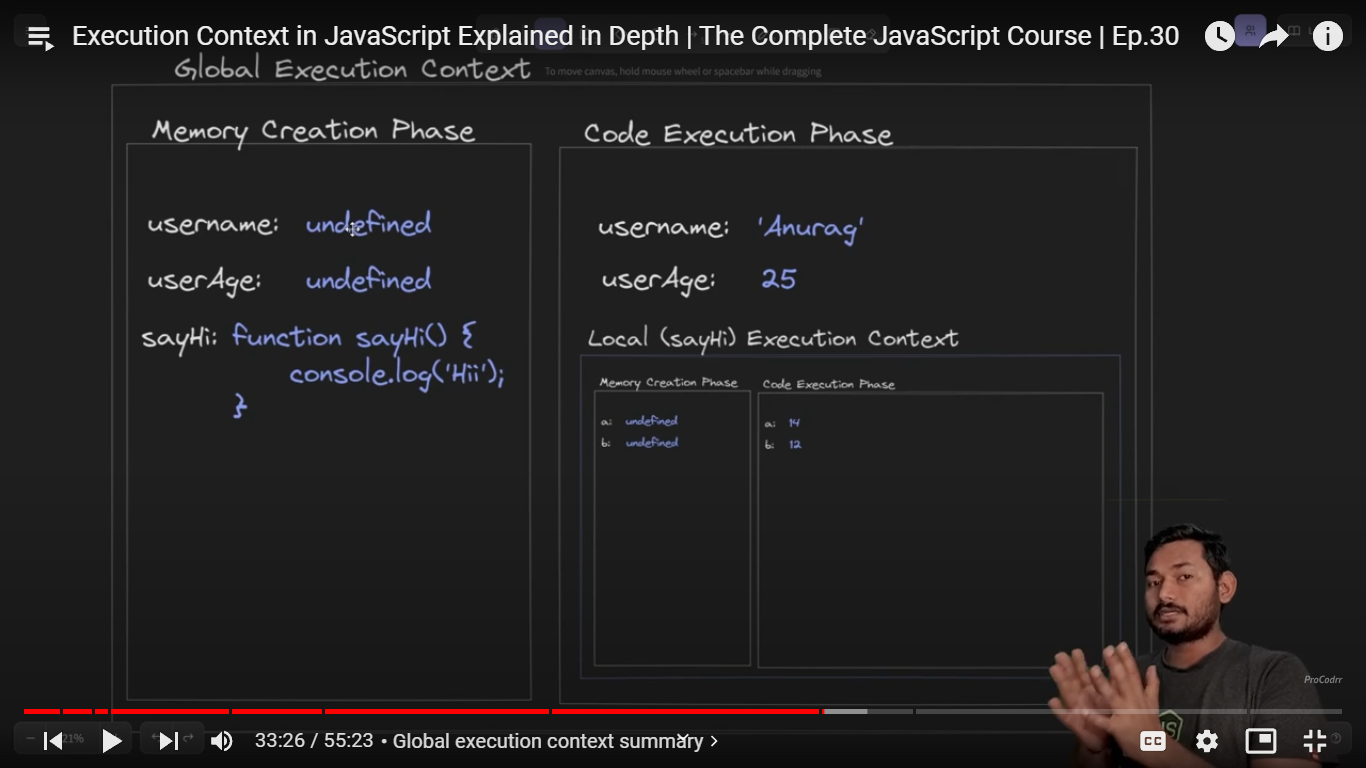 Execution Context in JavaScript Explained in Depth | The Complete JavaScript Course | Ep.30
Global Execution Context
To move canvas, hold mouse wheel or spacebar while dragging
Memory Creation Phase
username: undefined
userAge: undefined
sayHi: function sayHi() {
console.log('Hii');
}
Code Execution Phase
username: 'Anurag'
userAge: 25
Local (sayHi) Execution Context
Memory Creation Phase
a: undefined
b: undefined
Code Execution Phase
a: 14
b: 12
ProCodrr
33:26 / 55:23 • Global execution context summary >
CC